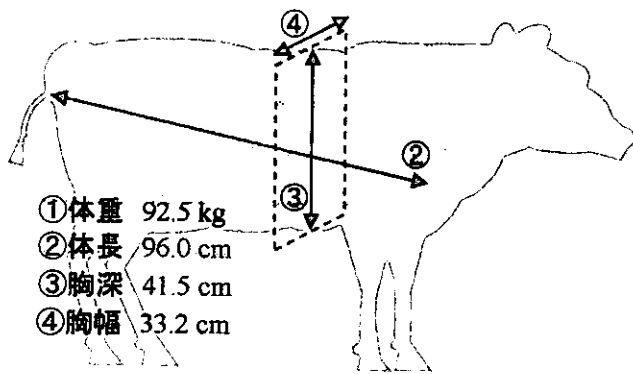 ④
②
③
①体重 92.5 kg
②体長 96.0 cm
③胸深 41.5 cm
④胸幅 33.2 cm